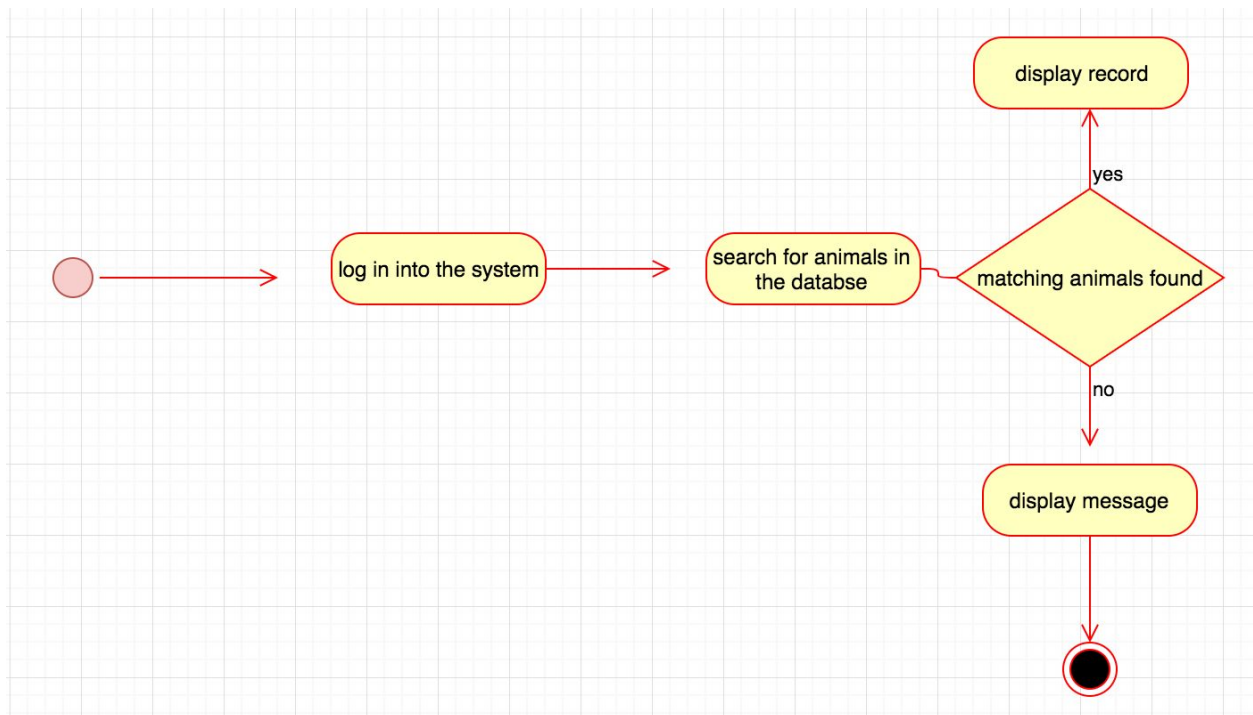 display record
yes
log in into the system
search for animals in
the databse
matching animals found
no
display message